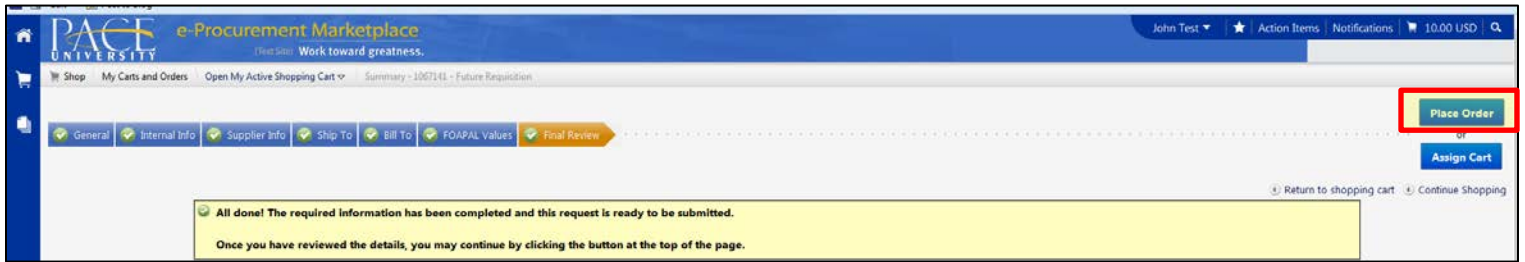 PACE
UNIVERSITY
e-Procurement Marketplace
(Test Site) Work toward greatness.
John Test Action Items Notifications 10.00 USD
Shop My Carts and Orders Open My Active Shopping Cart Summary - 1067141 - Future Requisition
Place Order
General Internal Info Supplier Info Ship To Bill To FOAPAL Values Final Review
or
Assign Cart
Return to shopping cart Continue Shopping
All done! The required information has been completed and this request is ready to be submitted.
Once you have reviewed the details, you may continue by clicking the button at the top of the page.